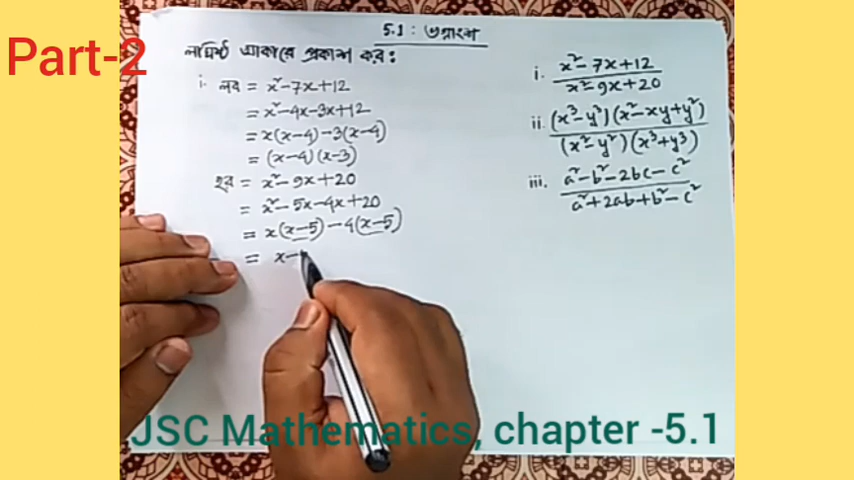 Part-2
5.1 : ভগ্নাংশ
লঘিষ্ঠ আকারে প্রকাশ কর :
i. লব = x² - 7x + 12
= x² - 4x - 3x + 12
= x(x-4) - 3(x-4)
= (x-4) (x-3)
হর = x² - 9x + 20
= x² - 5x - 4x + 20
= x(x-5) - 4(x-5)
= x-
i. x² - 7x + 12
x² - 9x + 20
ii. (x³ - y³) (x² - xy + y²)
(x² - y²) (x³ + y³)
iii. a² - b² - 2bc - c²
a² + 2ab + b² - c²
JSC Mathematics, chapter -5.1